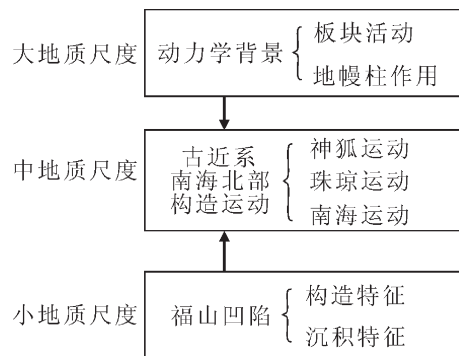 大地质尺度
动力学背景
板块活动
地幔柱作用
中地质尺度
古近系
南海北部
构造运动
神狐运动
珠琼运动
南海运动
小地质尺度
福山凹陷
构造特征
沉积特征